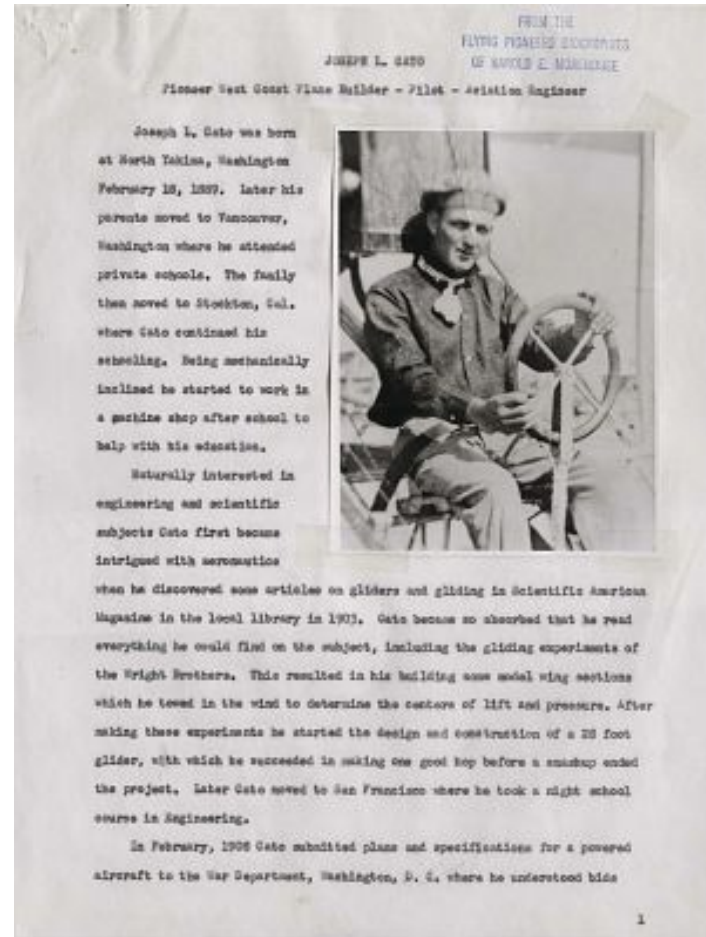 FROM THE
FLYING PIONEERS BIOGRAPHIES
OF HAROLD E. MOREHOUSE
JOSEPH L. CATO
Pioneer West Coast Plane Builder - Pilot - Aviation Engineer
Joseph L. Cato was born
at North Yakima, Washington
February 18, 1889. Later his
parents moved to Vancouver,
Washington where he attended
private schools. The family
then moved to Stockton, Cal.
where Cato continued his
schooling. Being mechanically
inclined he started to work in
a machine shop after school to
help with his education.
Naturally interested in
engineering and scientific
subjects Cato first became
intrigued with aeronautics
when he discovered some articles on gliders and gliding in Scientific American
Magazine in the local library in 1903. Cato became so absorbed that he read
everything he could find on the subject, including the gliding experiments of
the Wright Brothers. This resulted in his building some model wing sections
which he towed in the wind to determine the centers of lift and pressure. After
making these experiments he started the design and construction of a 28 foot
glider, with which he succeeded in making one good hop before a smashup ended
the project. Later Cato moved to San Francisco where he took a night school
course in Engineering.
In February, 1908 Cato submitted plans and specifications for a powered
aircraft to the War Department, Washington, D. C. where he understood bids
1